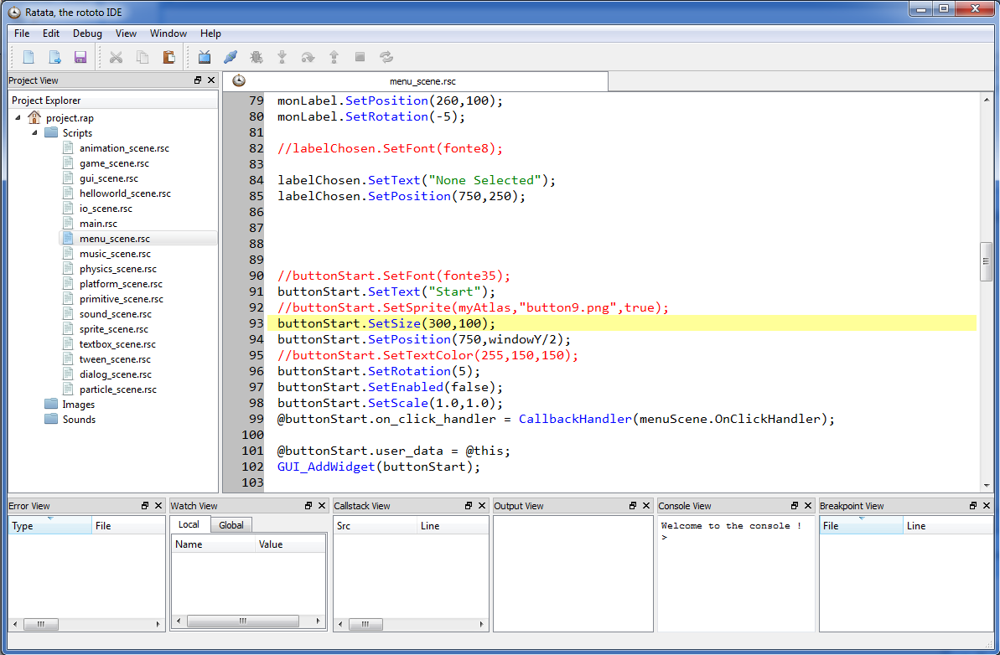 Ratata, the rototo IDE
File Edit Debug View Window Help
Project View
Project Explorer
project.rap
Scripts
animation_scene.rsc
game_scene.rsc
gui_scene.rsc
helloworld_scene.rsc
io_scene.rsc
main.rsc
menu_scene.rsc
music_scene.rsc
physics_scene.rsc
platform_scene.rsc
primitive_scene.rsc
sound_scene.rsc
sprite_scene.rsc
textbox_scene.rsc
tween_scene.rsc
dialog_scene.rsc
particle_scene.rsc
Images
Sounds
menu_scene.rsc
79 monLabel.SetPosition(260,100);
80 monLabel.SetRotation(-5);
81
82 //labelChosen.SetFont(fonte8);
83
84 labelChosen.SetText("None Selected");
85 labelChosen.SetPosition(750,250);
86
87
88
89
90 //buttonStart.SetFont(fonte35);
91 buttonStart.SetText("Start");
92 //buttonStart.SetSprite(myAtlas,"button9.png",true);
93 buttonStart.SetSize(300,100);
94 buttonStart.SetPosition(750,windowY/2);
95 //buttonStart.SetTextColor(255,150,150);
96 buttonStart.SetRotation(5);
97 buttonStart.SetEnabled(false);
98 buttonStart.SetScale(1.0,1.0);
99 @buttonStart.on_click_handler = CallbackHandler(menuScene.OnClickHandler);
100
101 @buttonStart.user_data = @this;
102 GUI_AddWidget(buttonStart);
103
Error View
Type File
Watch View
Local Global
Name Value
Callstack View
Src Line
Output View
Console View
Welcome to the console !
>
Breakpoint View
File Line